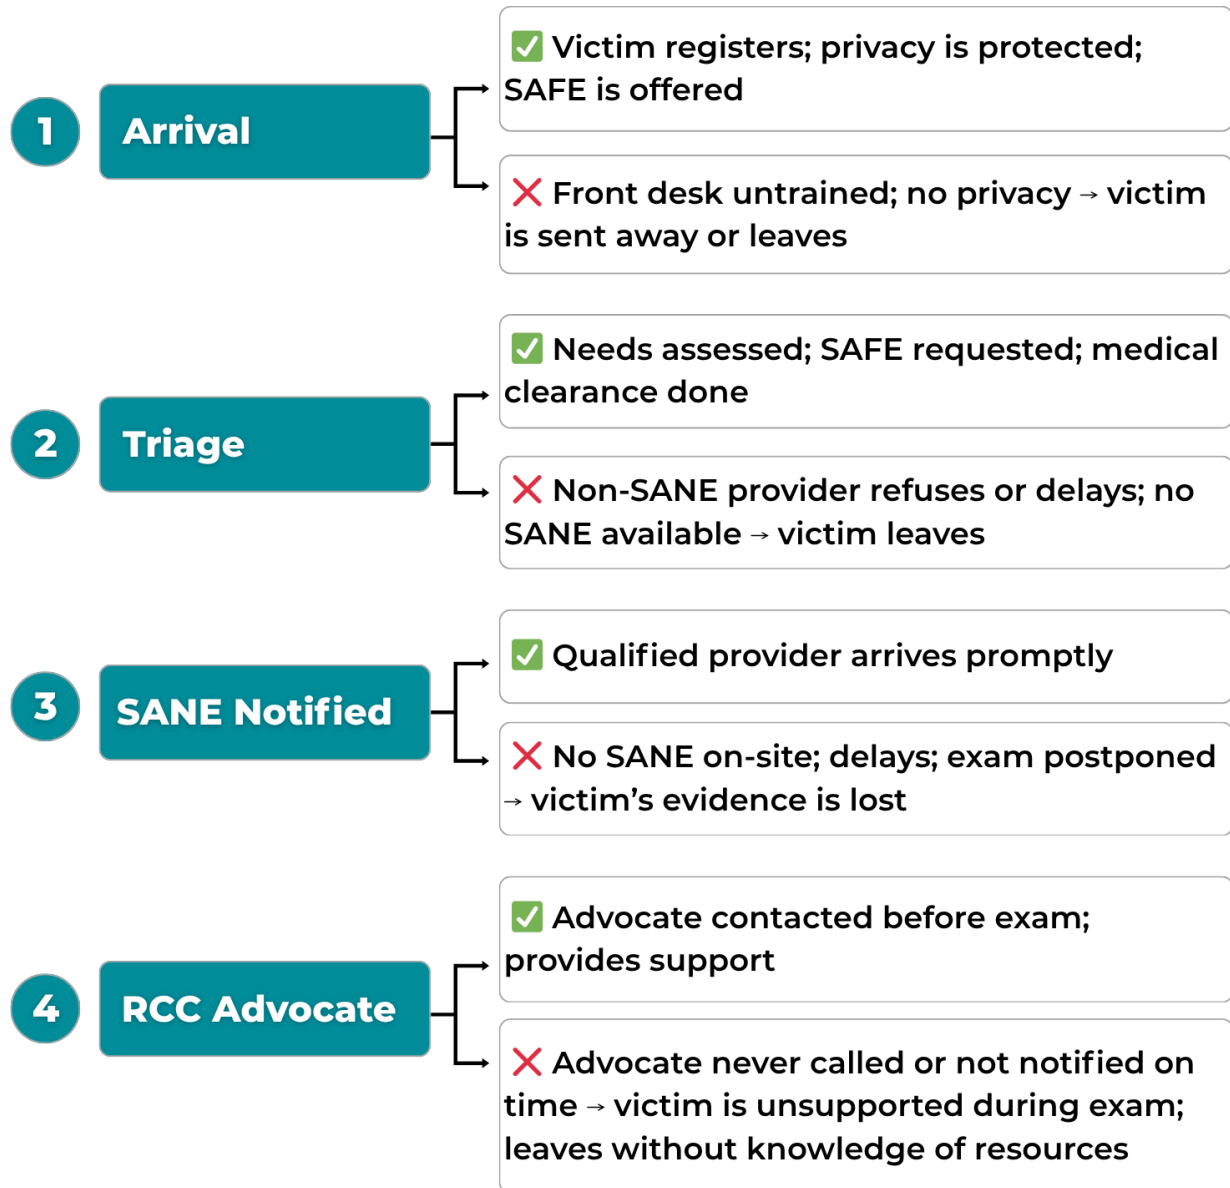 1
Arrival
✅ Victim registers; privacy is protected;
SAFE is offered
❌ Front desk untrained; no privacy → victim
is sent away or leaves
2
Triage
✅ Needs assessed; SAFE requested; medical
clearance done
❌ Non-SANE provider refuses or delays; no
SANE available → victim leaves
3
SANE Notified
✅ Qualified provider arrives promptly
❌ No SANE on-site; delays; exam postponed
→ victim’s evidence is lost
4
RCC Advocate
✅ Advocate contacted before exam;
provides support
❌ Advocate never called or not notified on
time → victim is unsupported during exam;
leaves without knowledge of resources